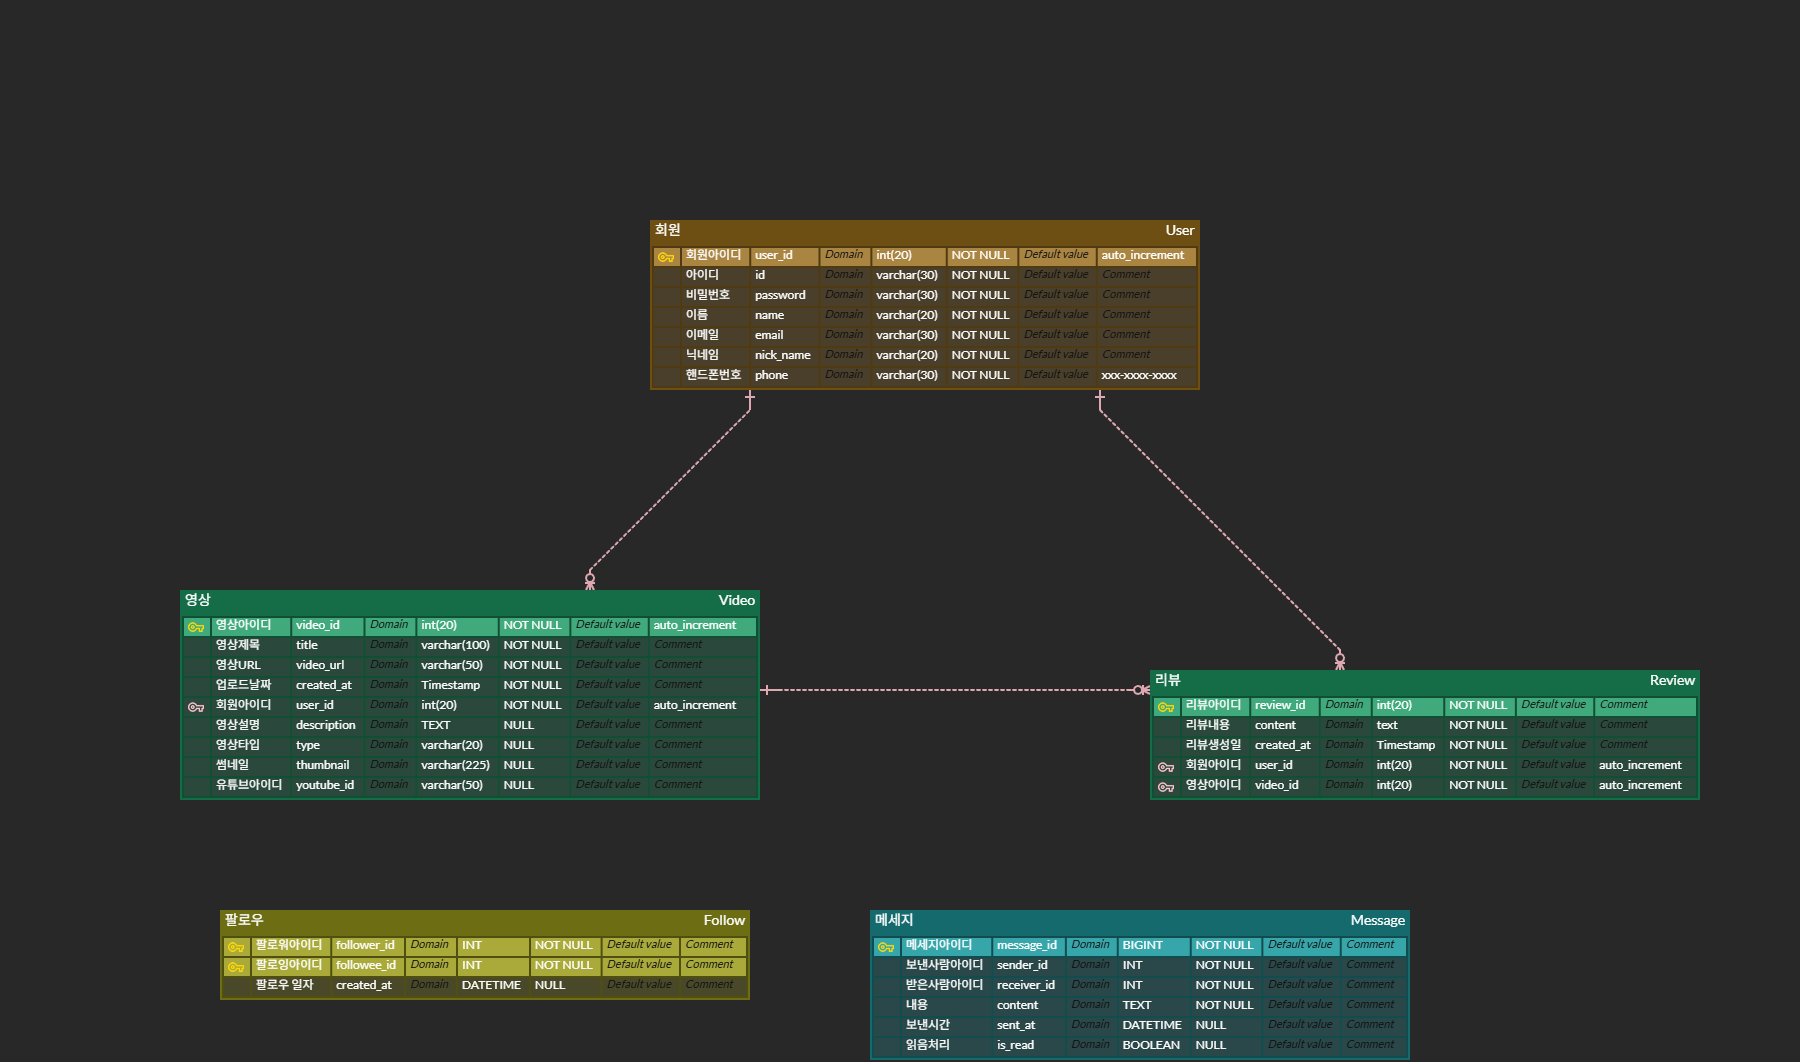 회원 User
회원아이디 user_id Domain int(20) NOT NULL Default value auto_increment
아이디 id Domain varchar(30) NOT NULL Default value Comment
비밀번호 password Domain varchar(30) NOT NULL Default value Comment
이름 name Domain varchar(20) NOT NULL Default value Comment
이메일 email Domain varchar(30) NOT NULL Default value Comment
닉네임 nick_name Domain varchar(20) NOT NULL Default value Comment
핸드폰번호 phone Domain varchar(30) NOT NULL Default value xxx-xxxx-xxxx
영상 Video
영상아이디 video_id Domain int(20) NOT NULL Default value auto_increment
영상제목 title Domain varchar(100) NOT NULL Default value Comment
영상URL video_url Domain varchar(50) NOT NULL Default value Comment
업로드날짜 created_at Domain Timestamp NOT NULL Default value Comment
회원아이디 user_id Domain int(20) NOT NULL Default value auto_increment
영상설명 description Domain TEXT NULL Default value Comment
영상타입 type Domain varchar(20) NULL Default value Comment
썸네일 thumbnail Domain varchar(225) NULL Default value Comment
유튜브아이디 youtube_id Domain varchar(50) NULL Default value Comment
리뷰 Review
리뷰아이디 review_id Domain int(20) NOT NULL Default value Comment
리뷰내용 content Domain text NOT NULL Default value Comment
리뷰생성일 created_at Domain Timestamp NOT NULL Default value Comment
회원아이디 user_id Domain int(20) NOT NULL Default value auto_increment
영상아이디 video_id Domain int(20) NOT NULL Default value auto_increment
팔로우 Follow
팔로워아이디 follower_id Domain INT NOT NULL Default value Comment
팔로잉아이디 followee_id Domain INT NOT NULL Default value Comment
팔로우 일자 created_at Domain DATETIME NULL Default value Comment
메세지 Message
메세지아이디 message_id Domain BIGINT NOT NULL Default value Comment
보낸사람아이디 sender_id Domain INT NOT NULL Default value Comment
받은사람아이디 receiver_id Domain INT NOT NULL Default value Comment
내용 content Domain TEXT NOT NULL Default value Comment
보낸시간 sent_at Domain DATETIME NULL Default value Comment
읽음처리 is_read Domain BOOLEAN NULL Default value Comment